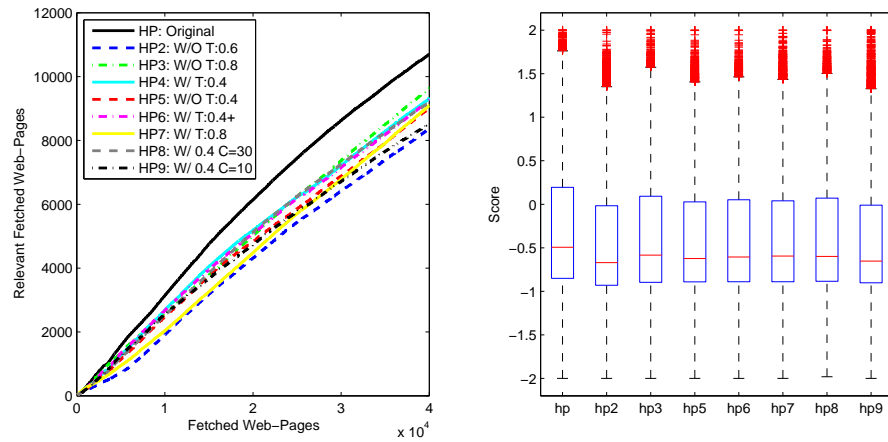 12000
10000
8000
6000
4000
2000
0
Relevant Fetched Web−Pages
HP: Original
HP2: W/O T:0.6
HP3: W/O T:0.8
HP4: W/ T:0.4
HP5: W/O T:0.4
HP6: W/ T:0.4+
HP7: W/ T:0.8
HP8: W/ 0.4 C=30
HP9: W/ 0.4 C=10
0 1 2 3 4
x 10^4
Fetched Web−Pages
2
1.5
1
0.5
0
−0.5
−1
−1.5
−2
Score
hp hp2 hp3 hp5 hp6 hp7 hp8 hp9